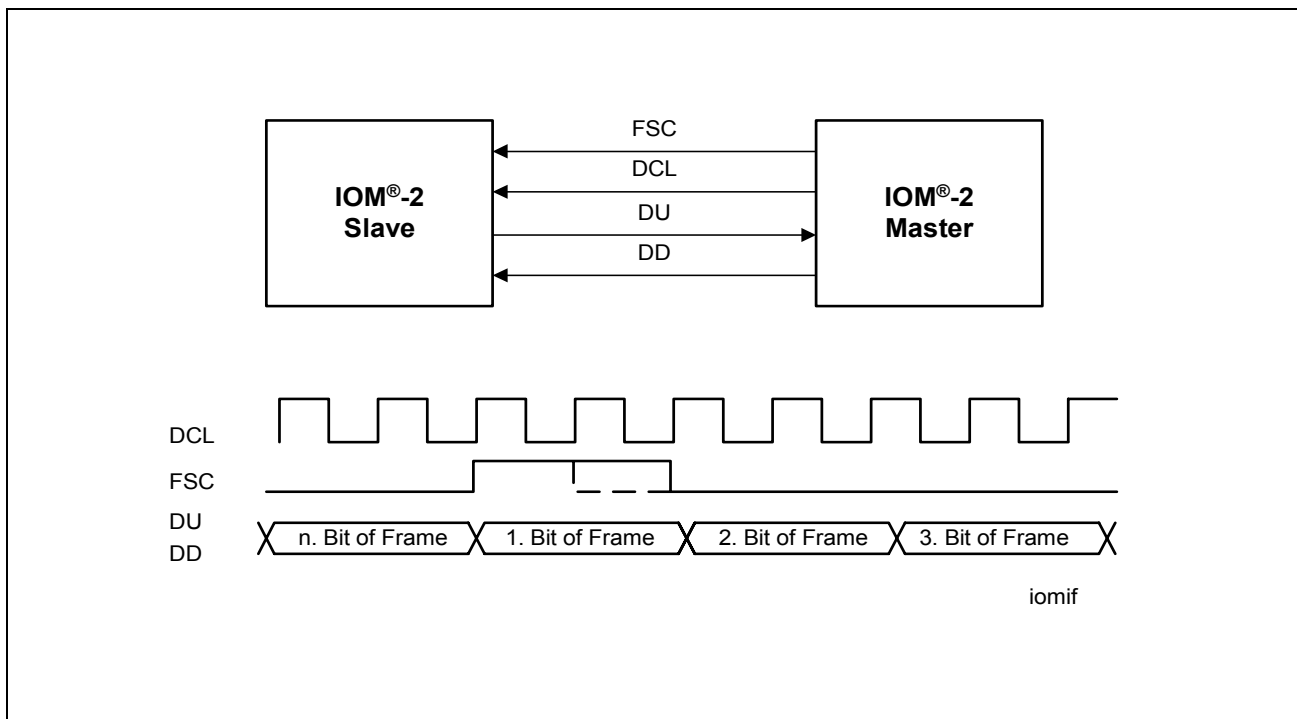 FSC
DCL
DU
DD
IOM®-2
Slave
IOM®-2
Master
DCL
FSC
DU
DD
n. Bit of Frame
1. Bit of Frame
2. Bit of Frame
3. Bit of Frame
iomif